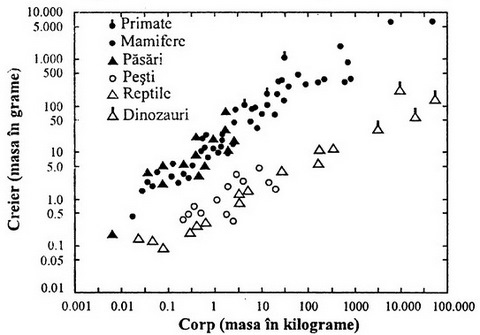 10.000
5.000
1.000
500
100
50
10
5
1.0
0.5
0.1
0.05
0.01
Primate
Mamifere
Păsări
Pești
Reptile
Dinozauri
Creier (masa în grame)
0.001
0.01
0.1
1
10
100
1000
10.000
100.000
Corp (masa în kilograme)